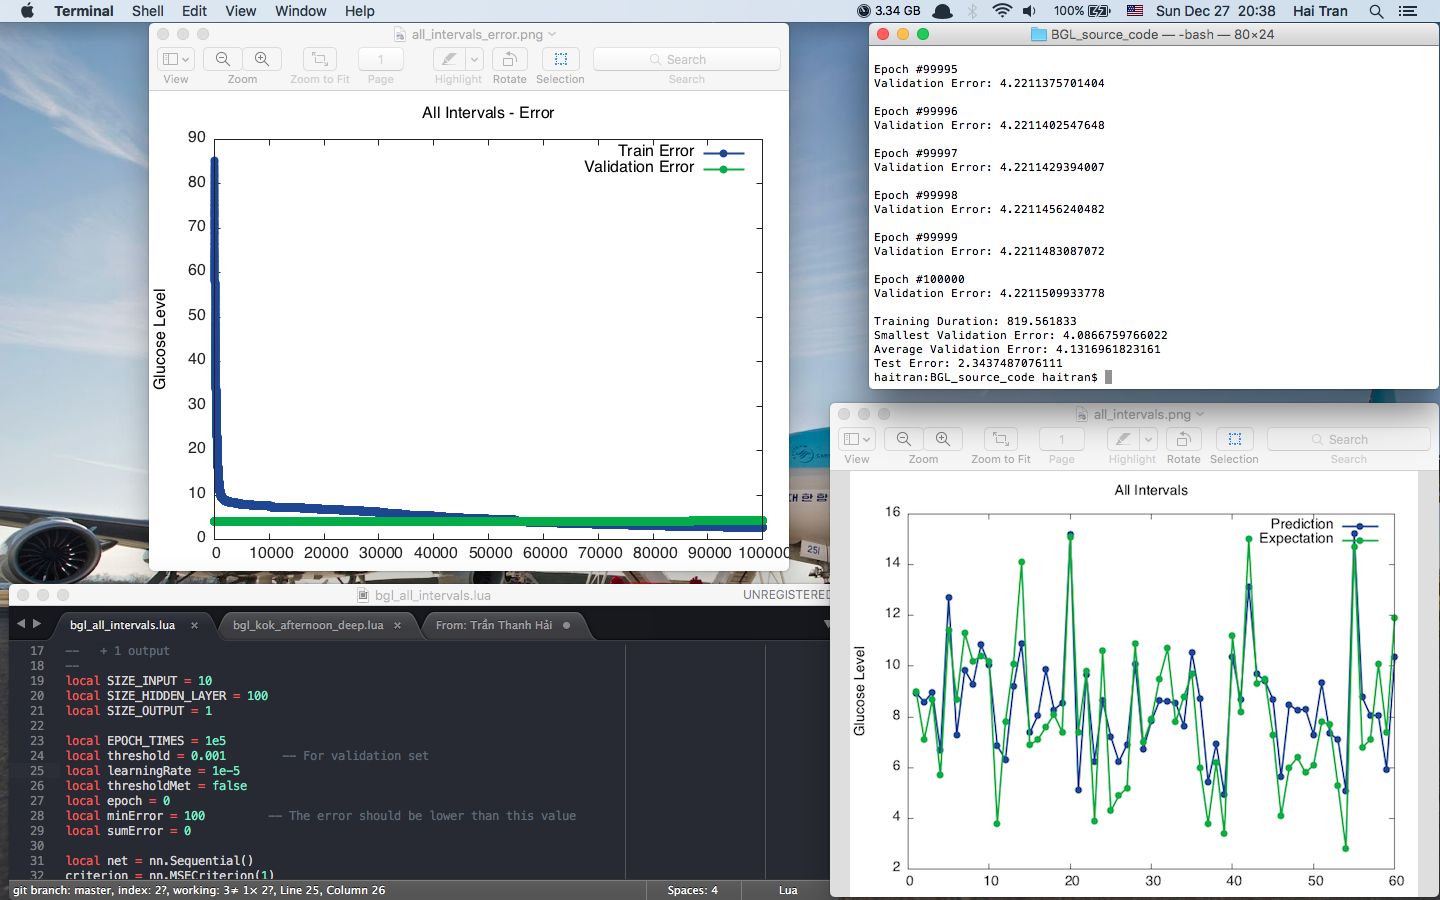 Terminal Shell Edit View Window Help 3.34 GB 100% Sun Dec 27 20:38 Hai Tran
all_intervals_error.png
1 Search
View Zoom Zoom to Fit Page Highlight Rotate Selection Search
All Intervals - Error
Glucose Level
90
80
70
60
50
40
30
20
10
0
Train Error
Validation Error
0 10000 20000 30000 40000 50000 60000 70000 80000 90000 100000
BGL_source_code — -bash — 80×24
Epoch #99995
Validation Error: 4.2211375701404
Epoch #99996
Validation Error: 4.2211402547648
Epoch #99997
Validation Error: 4.2211429394007
Epoch #99998
Validation Error: 4.2211456240482
Epoch #99999
Validation Error: 4.2211483087072
Epoch #100000
Validation Error: 4.2211509933778
Training Duration: 819.561833
Smallest Validation Error: 4.0866759766022
Average Validation Error: 4.1316961823161
Test Error: 2.3437487076111
haitran:BGL_source_code haitran$
bgl_all_intervals.lua UNREGISTERED
bgl_all_intervals.lua × bgl_kok_afternoon_deep.lua × From: Trần Thanh Hải
17 -- + 1 output
18 --
19 local SIZE_INPUT = 10
20 local SIZE_HIDDEN_LAYER = 100
21 local SIZE_OUTPUT = 1
22
23 local EPOCH_TIMES = 1e5
24 local threshold = 0.001 -- For validation set
25 local learningRate = 1e-5
26 local thresholdMet = false
27 local epoch = 0
28 local minError = 100 -- The error should be lower than this value
29 local sumError = 0
30
31 local net = nn.Sequential()
32 criterion = nn.MSECriterion(1)
git branch: master, index: 2?, working: 3≠ 1× 2?, Line 25, Column 26 Spaces: 4 Lua
all_intervals.png
1 Search
View Zoom Zoom to Fit Page Highlight Rotate Selection Search
All Intervals
Glucose Level
16
14
12
10
8
6
4
2
Prediction
Expectation
0 10 20 30 40 50 60
대한항
251